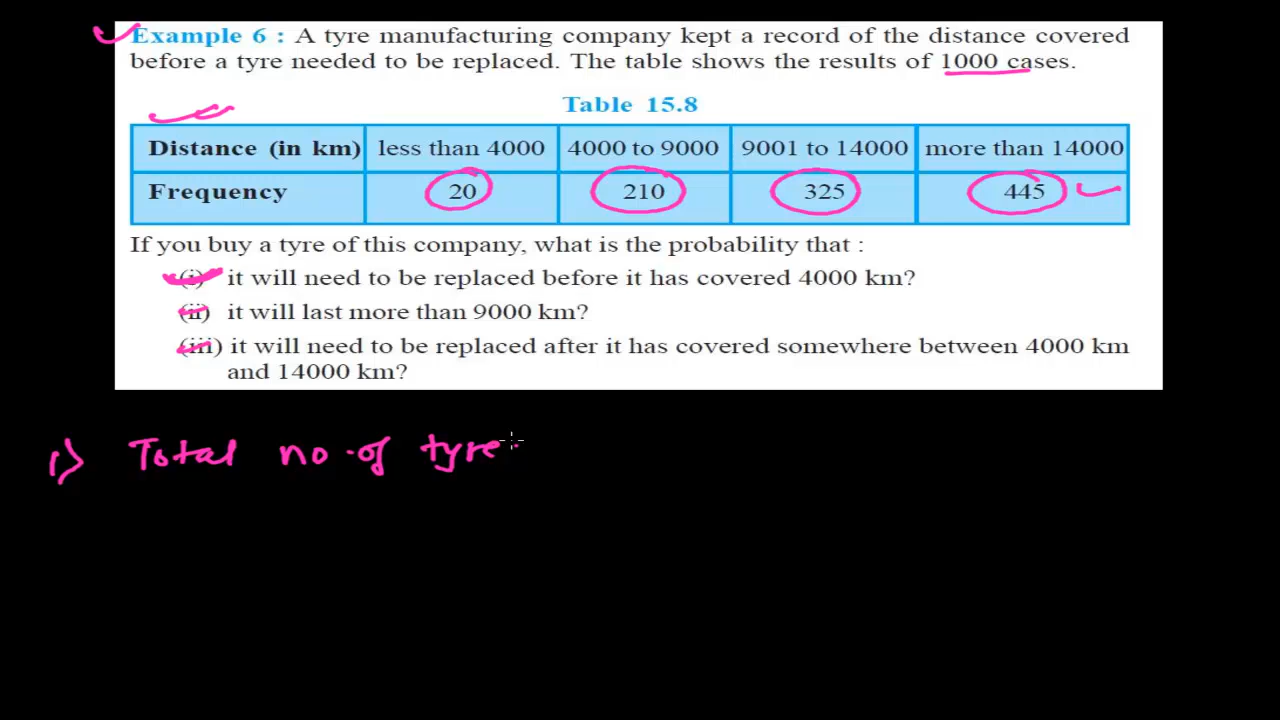 Example 6 : A tyre manufacturing company kept a record of the distance covered
before a tyre needed to be replaced. The table shows the results of 1000 cases.
Table 15.8
Distance (in km) less than 4000 4000 to 9000 9001 to 14000 more than 14000
Frequency 20 210 325 445
If you buy a tyre of this company, what is the probability that :
(i) it will need to be replaced before it has covered 4000 km?
(ii) it will last more than 9000 km?
(iii) it will need to be replaced after it has covered somewhere between 4000 km
and 14000 km?
1) Total no. of tyre